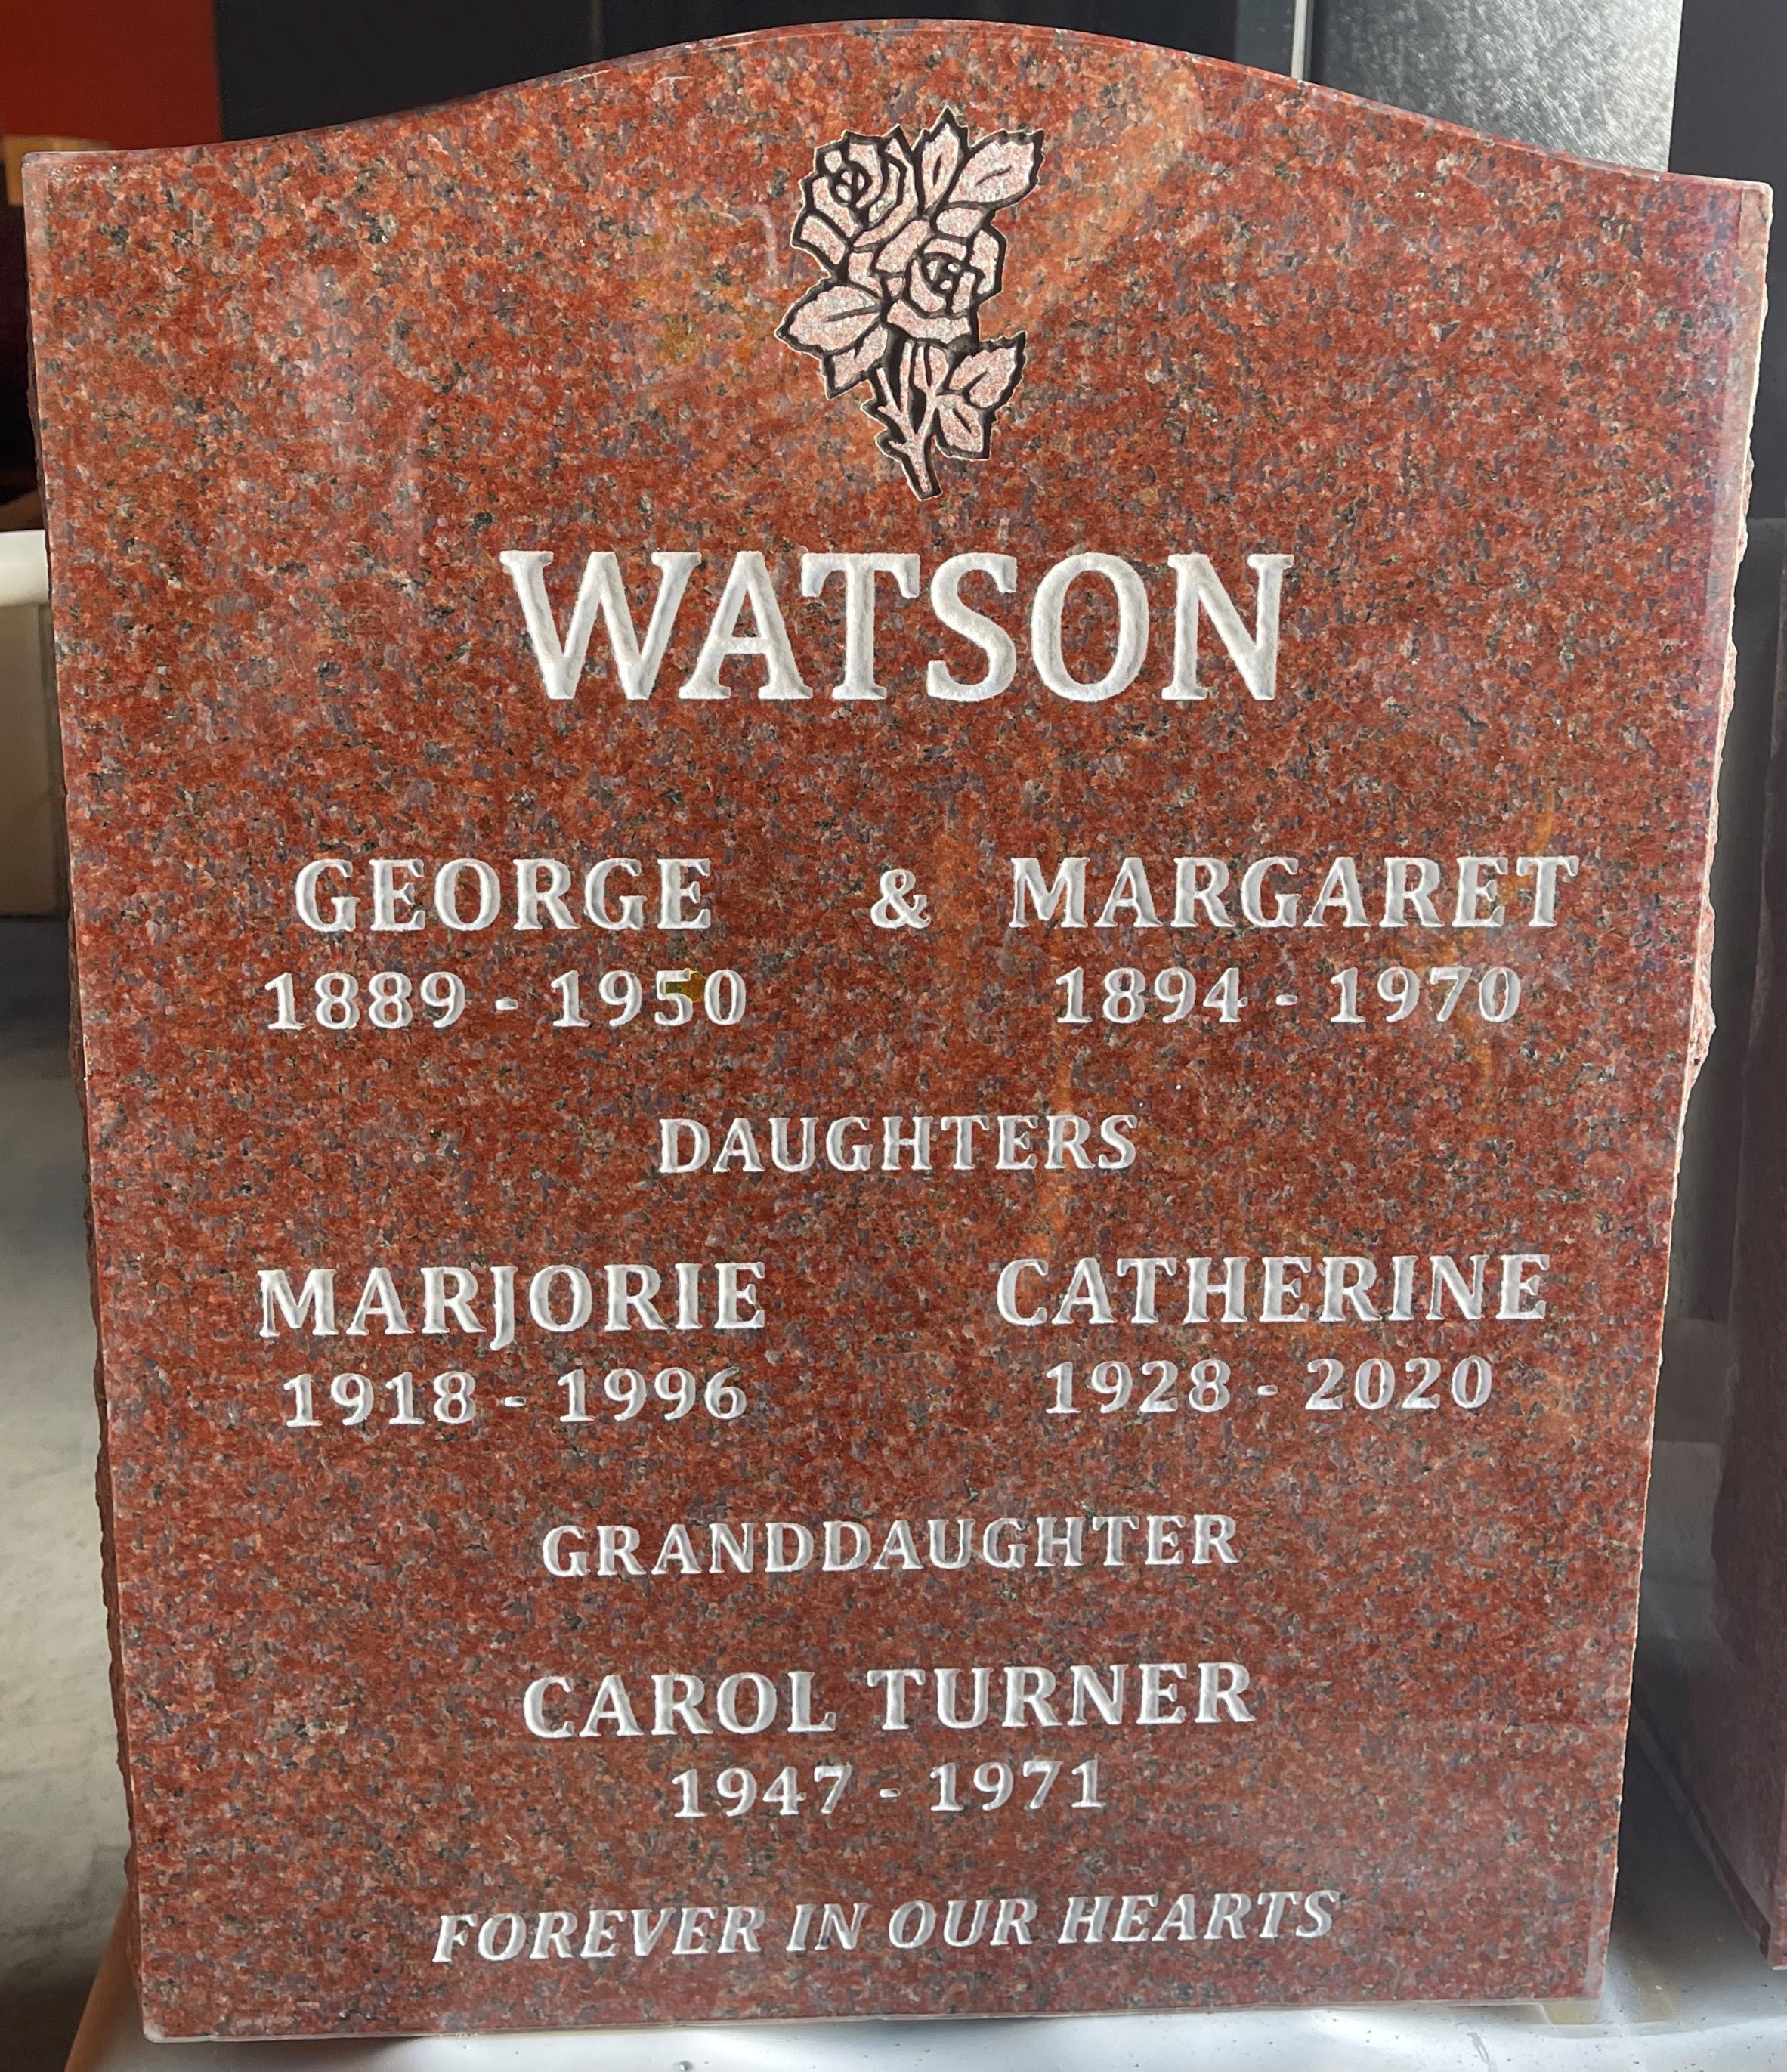 WATSON
GEORGE & MARGARET
1889 - 1950 1894 - 1970
DAUGHTERS
MARJORIE CATHERINE
1918 - 1996 1928 - 2020
GRANDDAUGHTER
CAROL TURNER
1947 - 1971
FOREVER IN OUR HEARTS